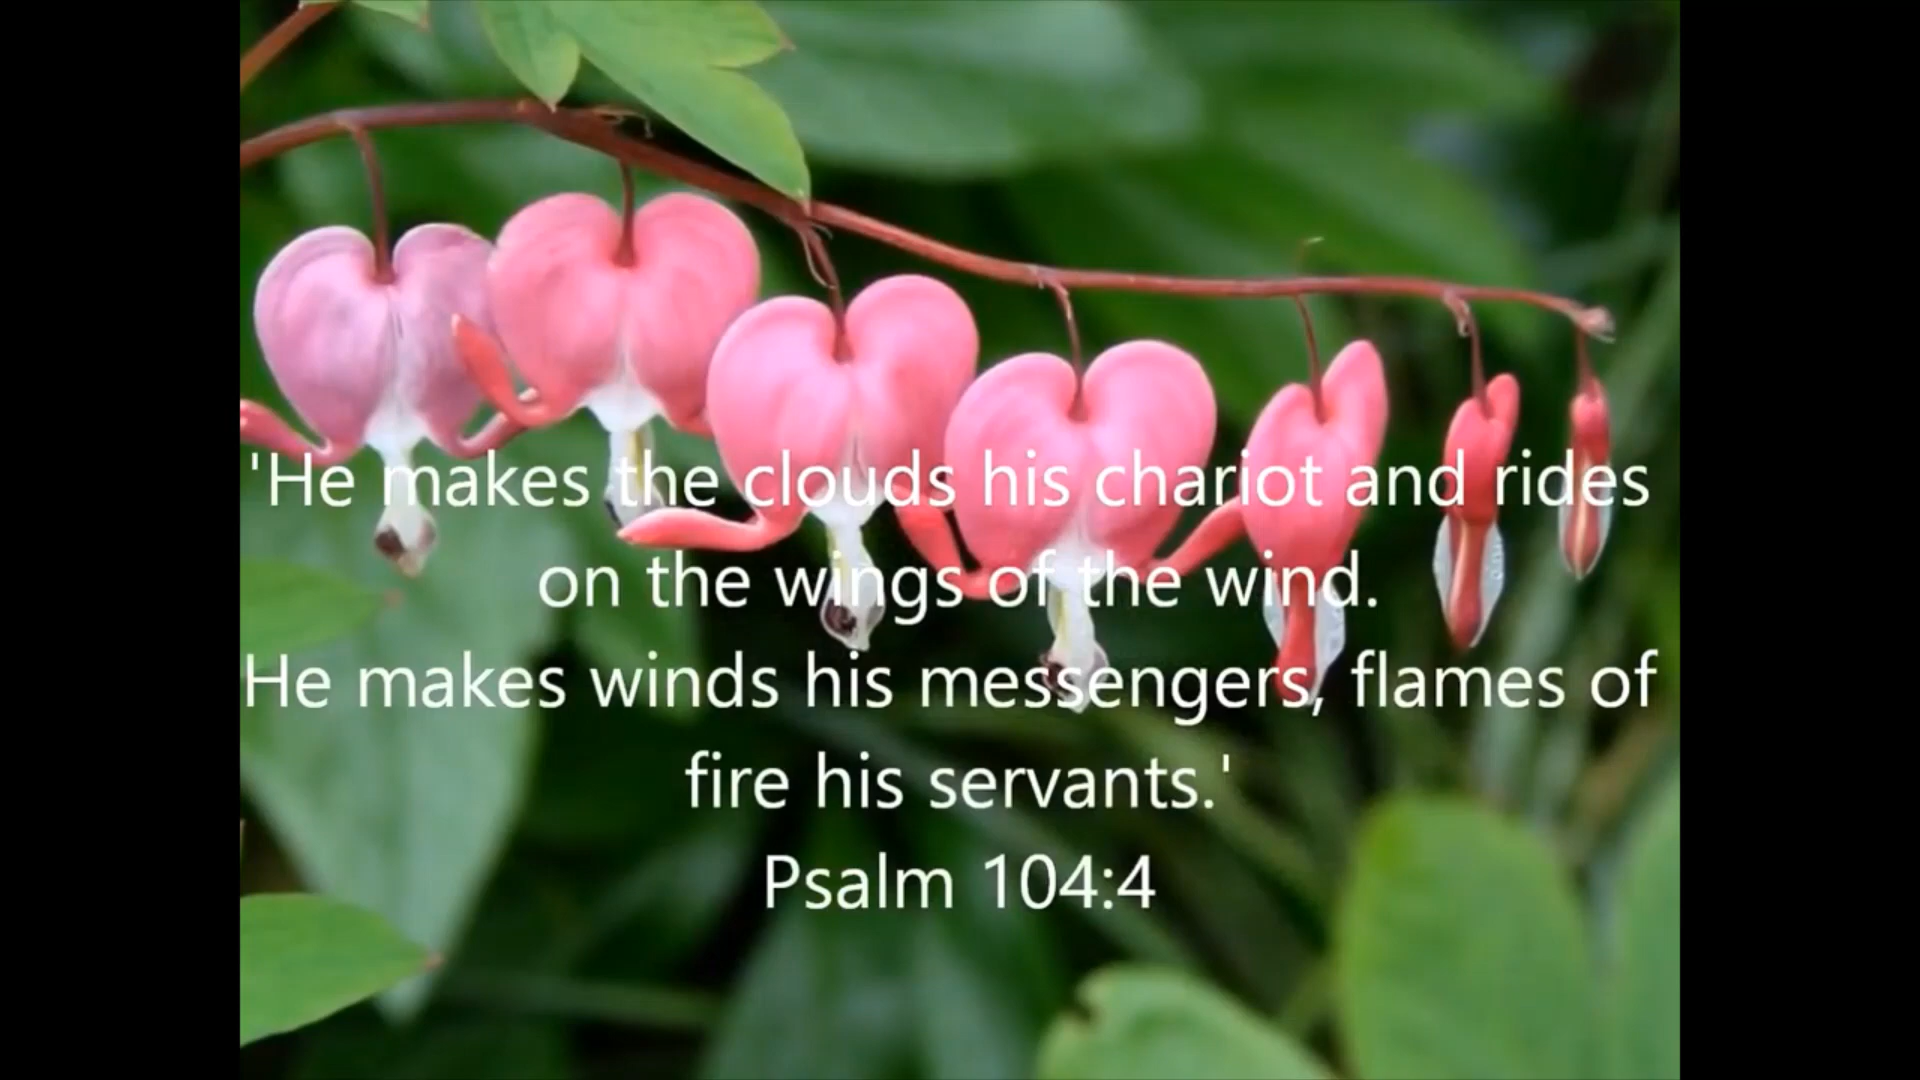 'He makes the clouds his chariot and rides
on the wings of the wind.
He makes winds his messengers, flames of
fire his servants.'
Psalm 104:4